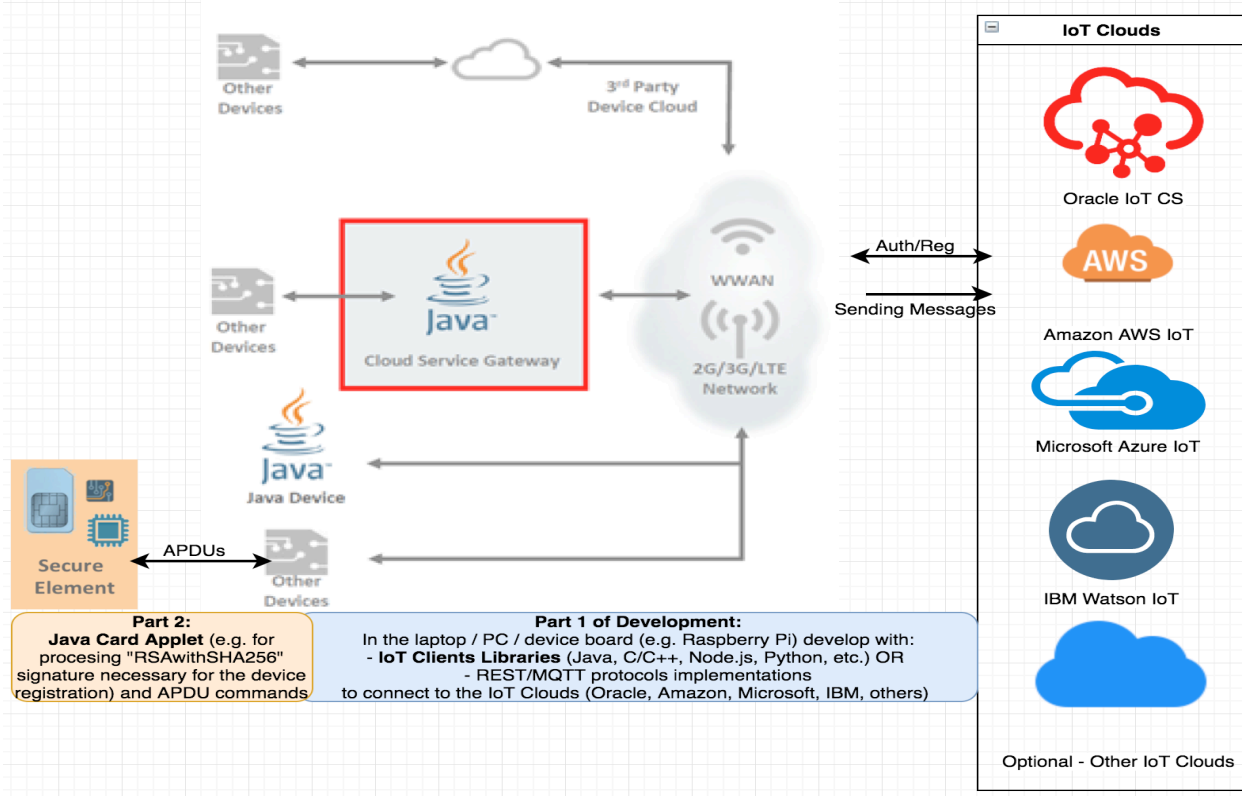 IoT Clouds
Other
Devices
3rd Party
Device Cloud
Oracle IoT CS
WWAN
2G/3G/LTE
Network
Auth/Reg
Sending Messages
AWS
Amazon AWS IoT
Other
Devices
Java™
Cloud Service Gateway
Microsoft Azure IoT
Java™
Java Device
Secure
Element
APDUs
Other
Devices
IBM Watson IoT
Part 2:
Java Card Applet (e.g. for
procesing "RSAwithSHA256"
signature necessary for the device
registration) and APDU commands
Part 1 of Development:
In the laptop / PC / device board (e.g. Raspberry Pi) develop with:
- IoT Clients Libraries (Java, C/C++, Node.js, Python, etc.) OR
- REST/MQTT protocols implementations
to connect to the IoT Clouds (Oracle, Amazon, Microsoft, IBM, others)
Optional - Other IoT Clouds